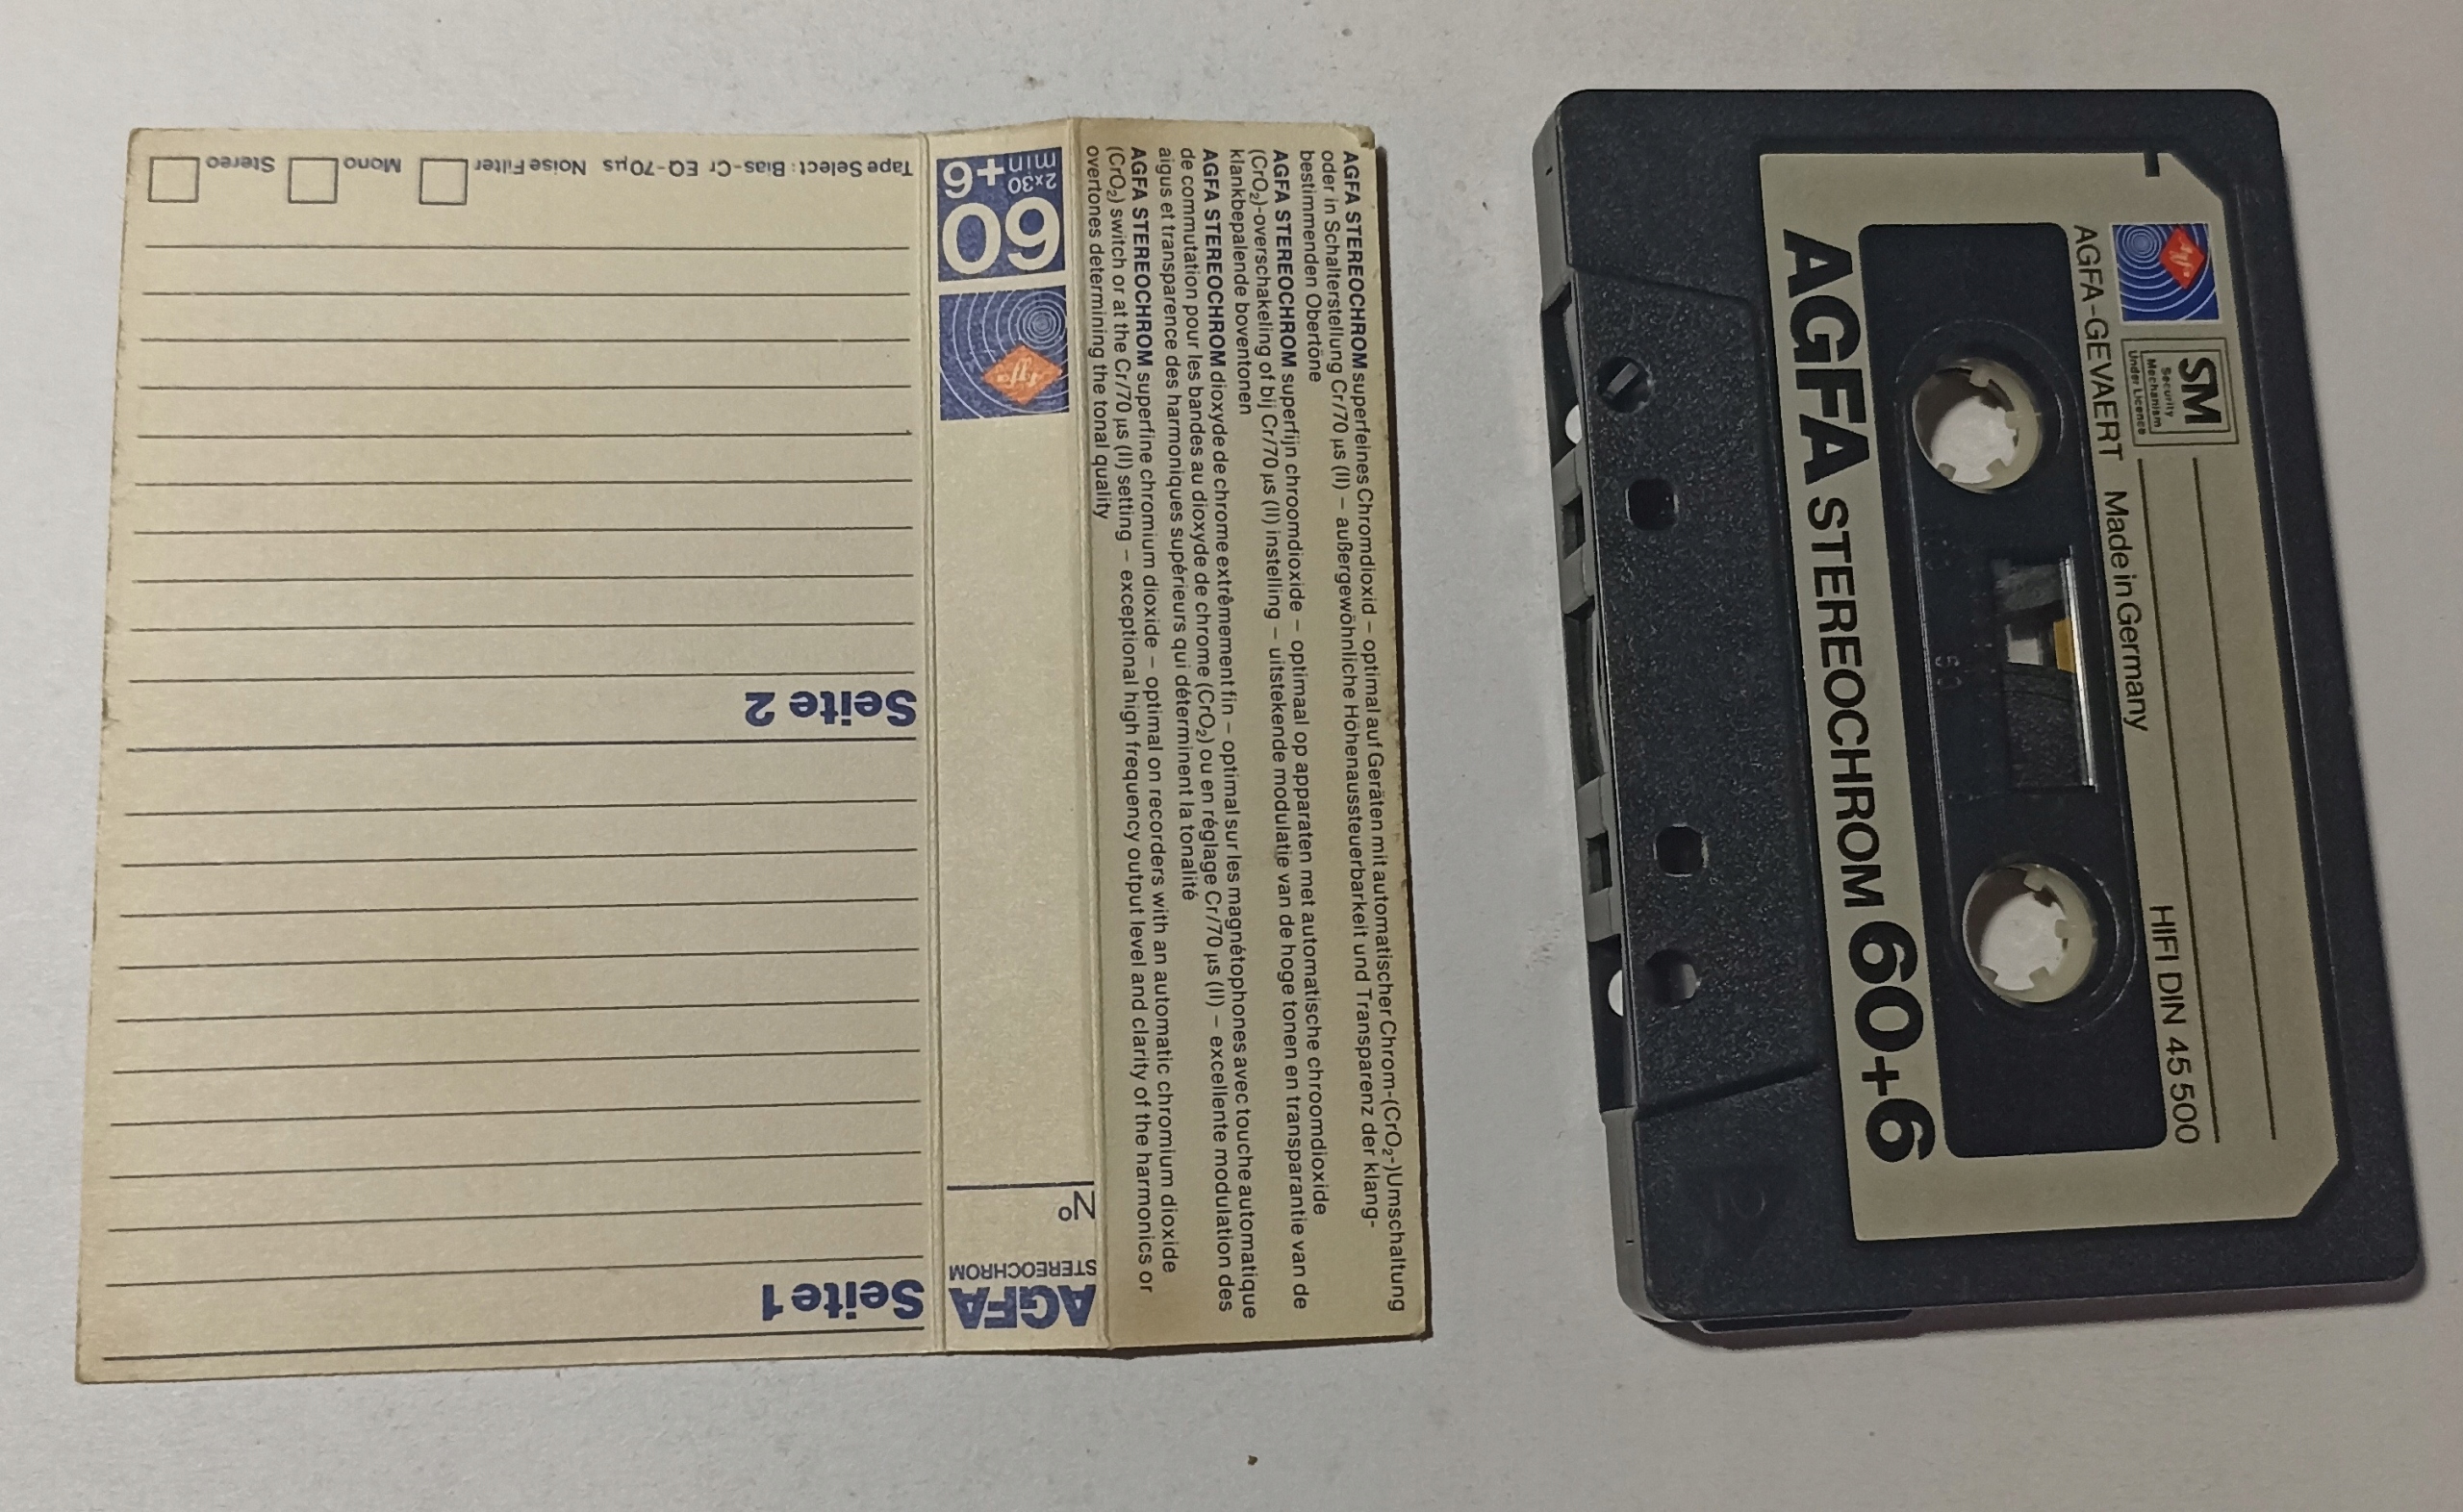 Seite 1
Seite 2
Tape Select: Bias-Cr EQ-70µs Noise Filter Mono Stereo
AGFA
STEREOCHROM
Nº
Agfa
60+6
2x30
min
AGFA STEREOCHROM superfeines Chromdioxid – optimal auf Geräten mit automatischer Chrom-(CrO₂-)Umschaltung
oder in Schalterstellung Cr/70 µs (II) – außergewöhnliche Höhenaussteuerbarkeit und Transparenz der klang-
bestimmenden Obertöne
AGFA STEREOCHROM superfijn chroomdioxide – optimaal op apparaten met automatische chroomdioxide
(CrO₂)-overschakeling of bij Cr/70 µs (II) instelling – uitstekende modulatie van de hoge tonen en transparantie van de
klankbepalende boventonen
AGFA STEREOCHROM dioxyde de chrome extrêmement fin – optimal sur les magnétophones avec touche automatique
de commutation pour les bandes au dioxyde de chrome (CrO₂) ou en réglage Cr/70 µs (II) – excellente modulation des
aigus et transparence des harmoniques supérieurs qui déterminent la tonalité
AGFA STEREOCHROM superfine chromium dioxide – optimal on recorders with an automatic chromium dioxide
(CrO₂) switch or at the Cr/70 µs (II) setting – exceptional high frequency output level and clarity of the harmonics or
overtones determining the tonal quality
Agfa
SM
Security
Mechanism
Under Licence
AGFA-GEVAERT Made in Germany
HIFI DIN 45 500
50
AGFA STEREOCHROM 60+6